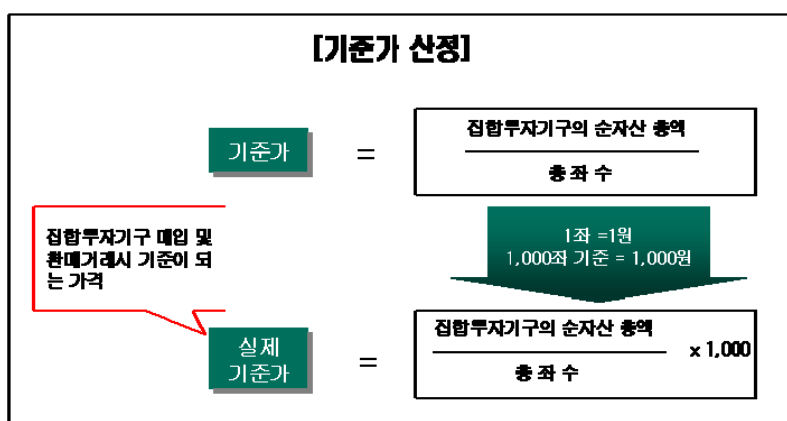 [기준가 산정]
기준가
=
집합투자기구의 순자산 총액
총 좌 수
집합투자기구 매입 및
환매거래시 기준이 되
는 가격
1좌 =1원
1,000좌 기준 = 1,000원
실제
기준가
=
집합투자기구의 순자산 총액
총 좌 수
x 1,000